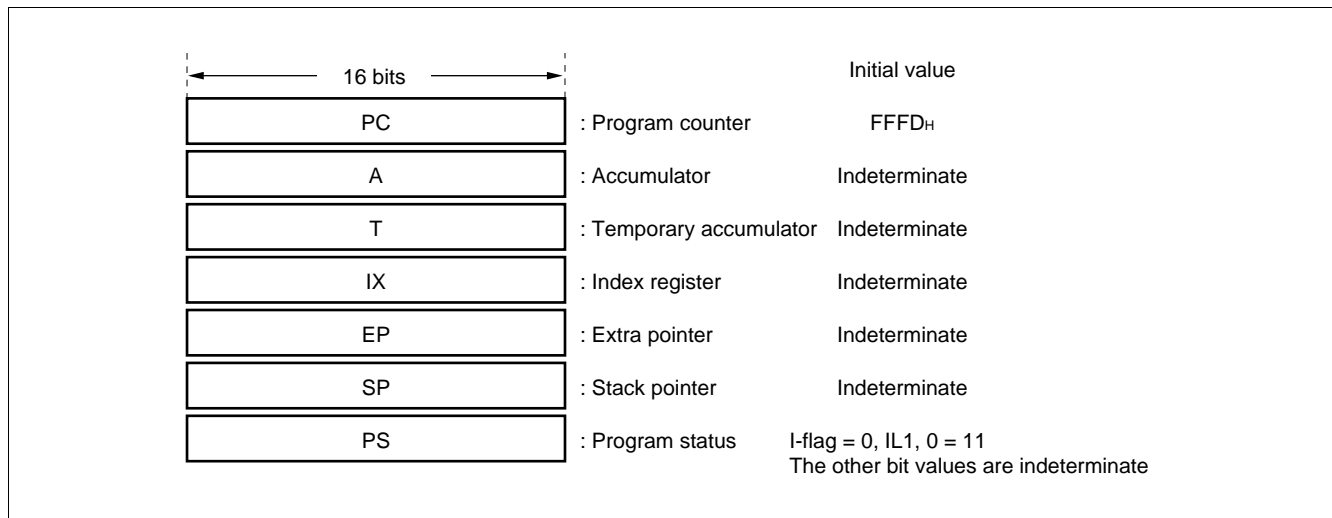 16 bits Initial value
PC : Program counter FFFDH
A : Accumulator Indeterminate
T : Temporary accumulator Indeterminate
IX : Index register Indeterminate
EP : Extra pointer Indeterminate
SP : Stack pointer Indeterminate
PS : Program status I-flag = 0, IL1, 0 = 11
The other bit values are indeterminate